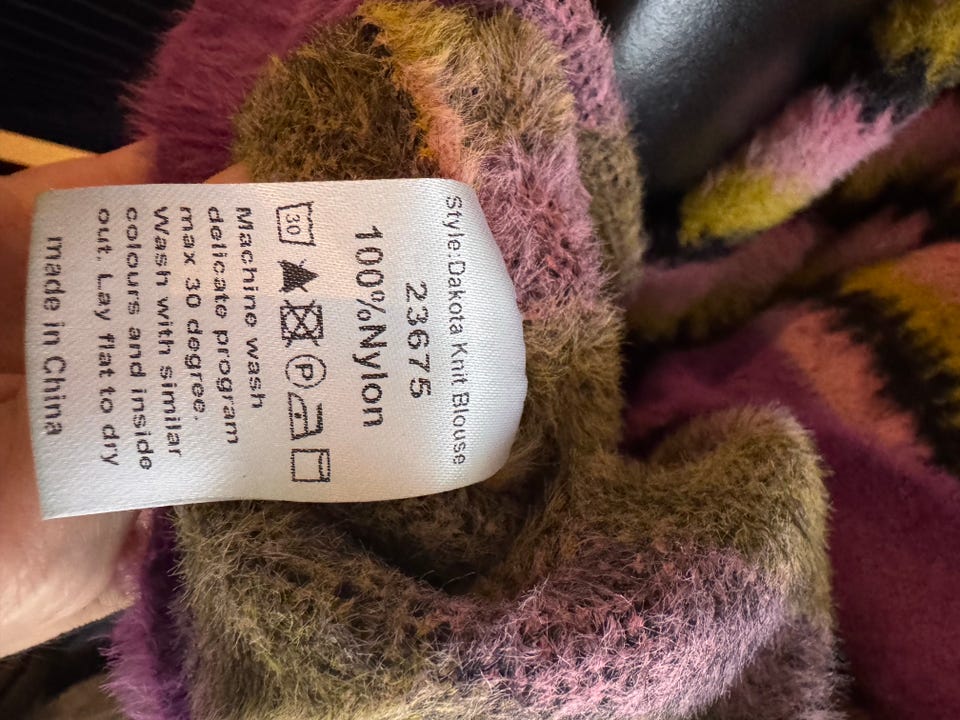 Style:Dakota Knit Blouse
23675
100%Nylon
30
P
Machine wash
delicate program
max 30 degree.
Wash with similar
colours and inside
out. Lay flat to dry
made in China